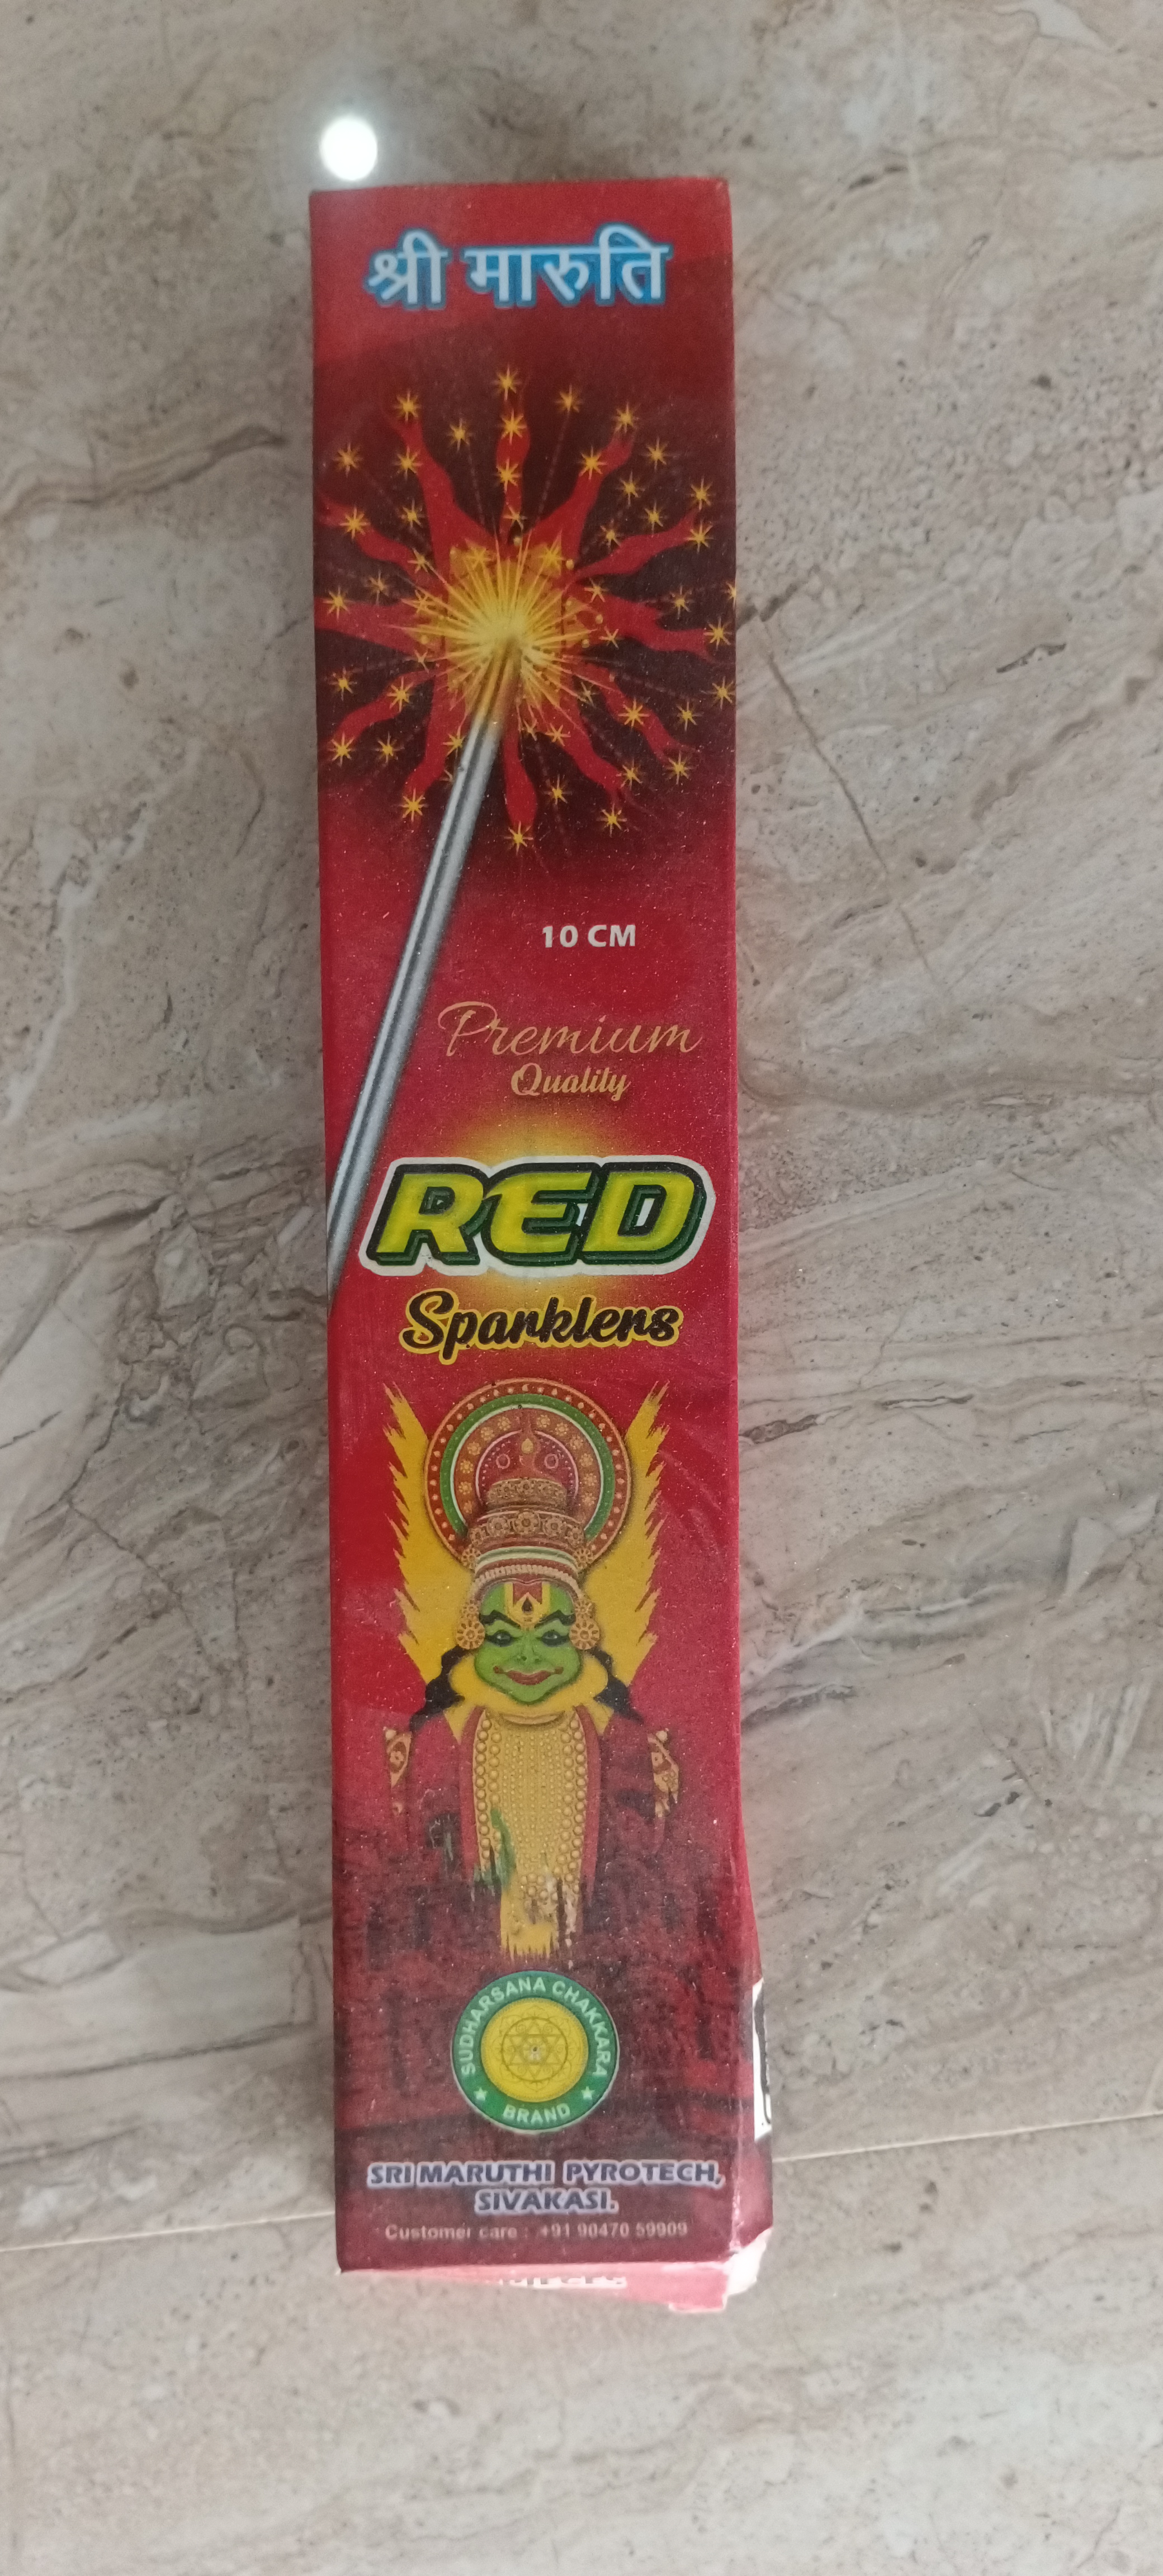 श्री मारुति
10 CM
Premium
Quality
RED
Sparklers
SUDHARSANA CHAKKARA
BRAND
SRI MARUTHI PYROTECH,
SIVAKASI.
Customer care : +91 90470 59909